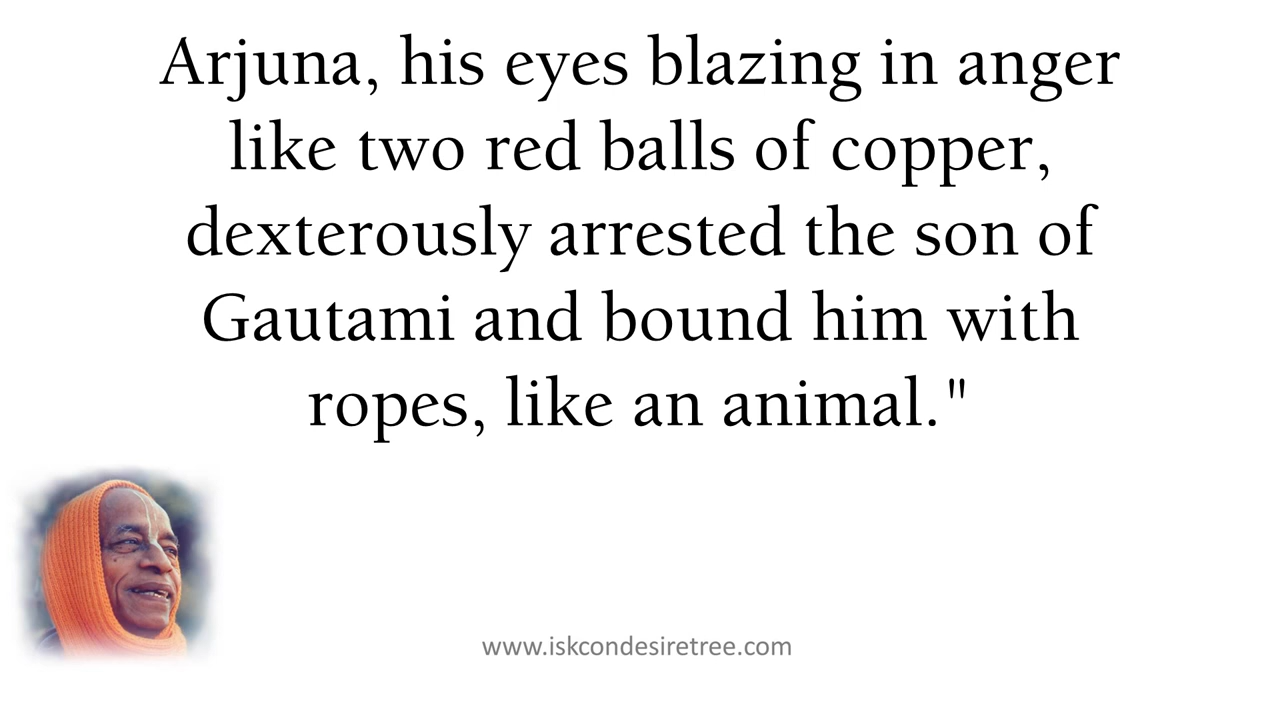 Arjuna, his eyes blazing in anger
like two red balls of copper,
dexterously arrested the son of
Gautami and bound him with
ropes, like an animal."
www.iskcondesiretree.com